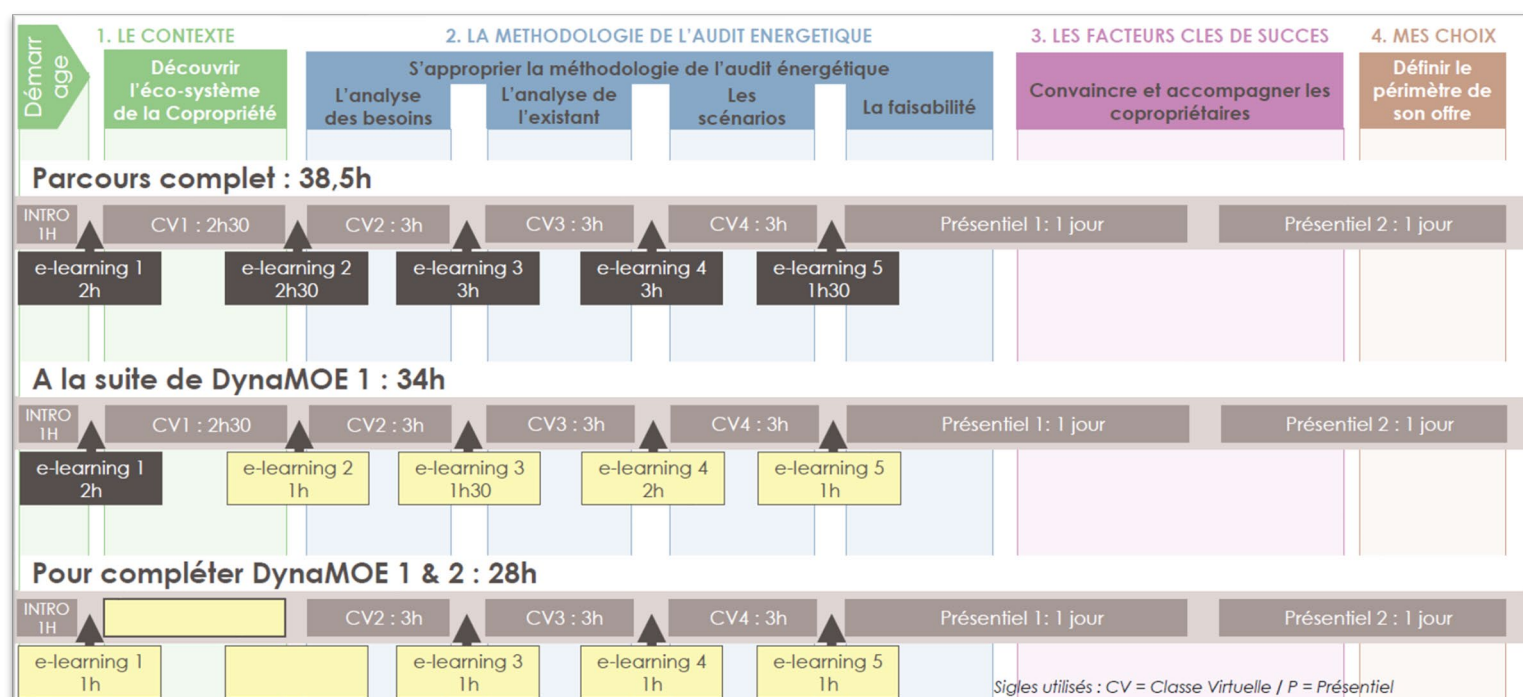 Démarr
age
1. LE CONTEXTE
2. LA METHODOLOGIE DE L'AUDIT ENERGETIQUE
3. LES FACTEURS CLES DE SUCCES
4. MES CHOIX
Découvrir
l'éco-système
de la Copropriété
S'approprier la méthodologie de l'audit énergétique
L'analyse
des besoins
L'analyse de
l'existant
Les
scénarios
La faisabilité
Convaincre et accompagner les
copropriétaires
Définir le
périmètre de
son offre
Parcours complet : 38,5h
INTRO
1H
CV1 : 2h30
CV2 : 3h
CV3 : 3h
CV4 : 3h
Présentiel 1: 1 jour
Présentiel 2 : 1 jour
e-learning 1
2h
e-learning 2
2h30
e-learning 3
3h
e-learning 4
3h
e-learning 5
1h30
A la suite de DynaMOE 1 : 34h
INTRO
1H
CV1 : 2h30
CV2 : 3h
CV3 : 3h
CV4 : 3h
Présentiel 1: 1 jour
Présentiel 2 : 1 jour
e-learning 1
2h
e-learning 2
1h
e-learning 3
1h30
e-learning 4
2h
e-learning 5
1h
Pour compléter DynaMOE 1 & 2 : 28h
INTRO
1H
CV2 : 3h
CV3 : 3h
CV4 : 3h
Présentiel 1: 1 jour
Présentiel 2 : 1 jour
e-learning 1
1h
e-learning 3
1h
e-learning 4
1h
e-learning 5
1h
Sigles utilisés : CV = Classe Virtuelle / P = Présentiel